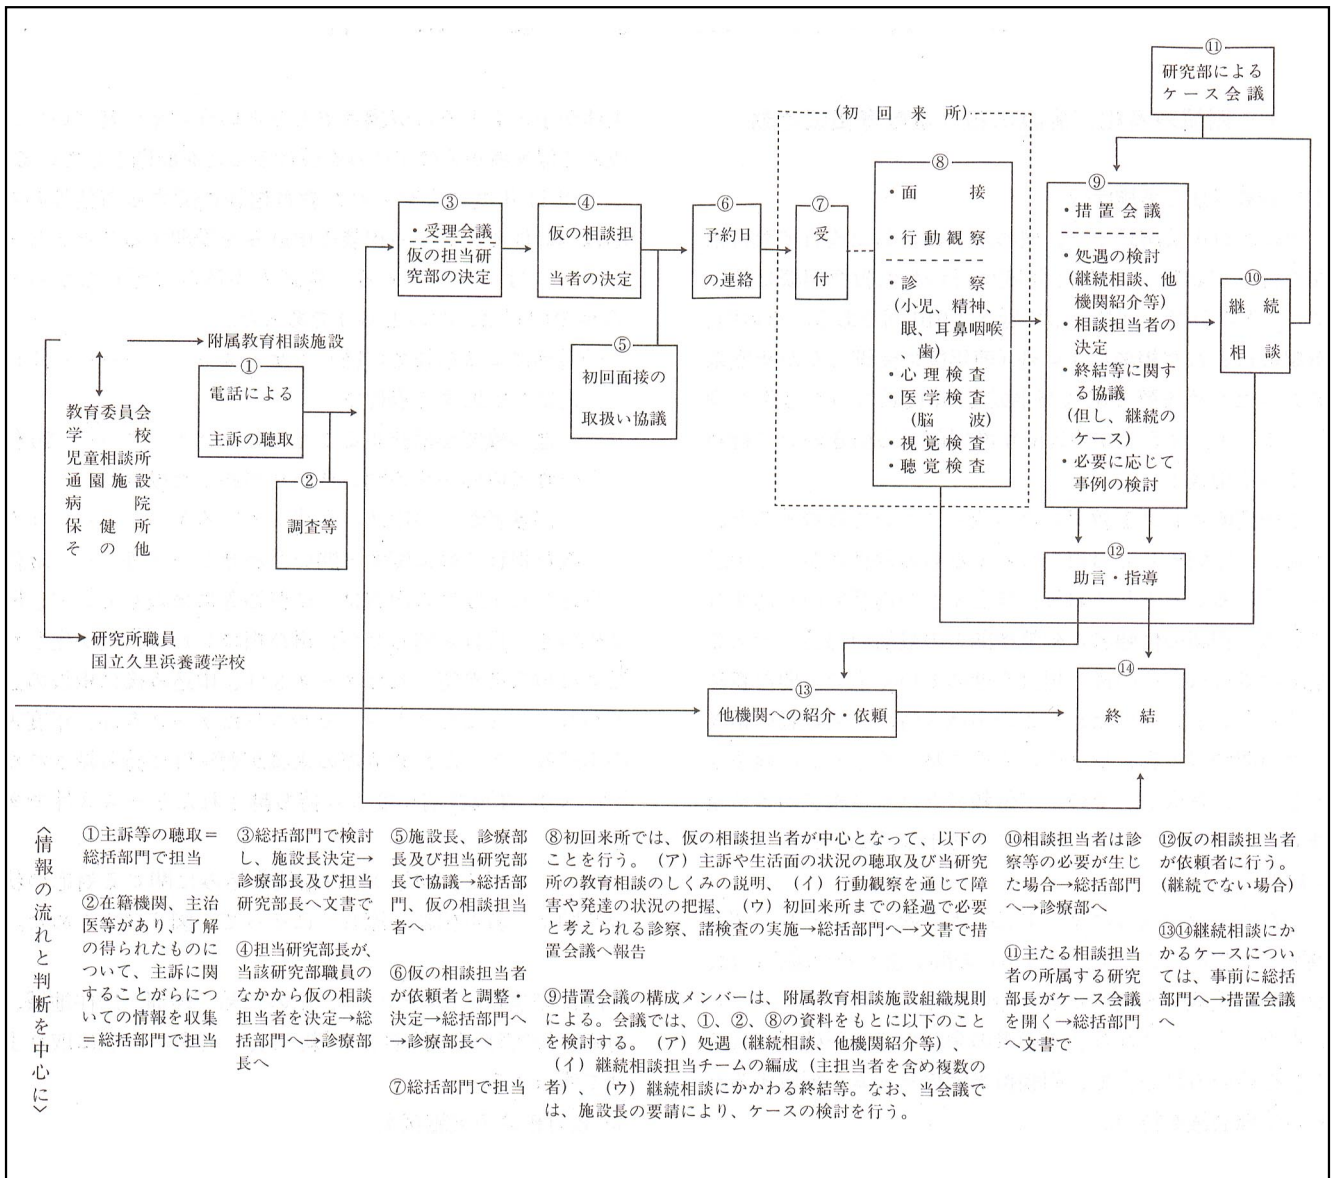 附属教育相談施設
教育委員会
学校
児童相談所
通園施設
病院
保健所
その他
研究所職員
国立久里浜養護学校
①
電話による
主訴の聴取
②
調査等
③
・受理会議
仮の担当研
究部の決定
④
仮の相談担
当者の決定
⑤
初回面接の
取扱い協議
⑥
予約日
の連絡
(初回来所)
⑦
受
付
⑧
・面接
・行動観察
・診察
(小児、精神、
眼、耳鼻咽喉
、歯)
・心理検査
・医学検査
(脳波)
・視覚検査
・聴覚検査
⑨
・措置会議
・処遇の検討
(継続相談、他
機関紹介等)
・相談担当者の
決定
・終結等に関す
る協議
(但し、継続の
ケース)
・必要に応じて
事例の検討
⑩
継続
相談
⑪
研究部による
ケース会議
⑫
助言・指導
⑬
他機関への紹介・依頼
⑭
終結
〈情報の流れと判断を中心に〉
①主訴等の聴取=
総括部門で担当
②在籍機関、主治
医等があり、了解
の得られたものに
ついて、主訴に関
することがらにつ
いての情報を収集
=総括部門で担当
③総括部門で検討
し、施設長決定→
診療部長及び担当
研究部長へ文書で
④担当研究部長が、
当該研究部職員の
なかから仮の相談
担当者を決定→総
括部門へ→診療部
長へ
⑤施設長、診療部
長及び担当研究部
長で協議→総括部
門、仮の相談担当
者へ
⑥仮の相談担当者
が依頼者と調整・
決定→総括部門へ
→診療部長へ
⑦総括部門で担当
⑧初回来所では、仮の相談担当者が中心となって、以下の
ことを行う。(ア)主訴や生活面の状況の聴取及び当研究
所の教育相談のしくみの説明、(イ)行動観察を通じて障
害や発達の状況の把握、(ウ)初回来所までの経過で必要
と考えられる診察、諸検査の実施→総括部門へ→文書で措
置会議へ報告
⑨措置会議の構成メンバーは、附属教育相談施設組織規則
による。会議では、①、②、⑧の資料をもとに以下のこと
を検討する。(ア)処遇(継続相談、他機関紹介等)、
(イ)継続相談担当チームの編成(主担当者を含め複数の
者)、(ウ)継続相談にかかわる終結等。なお、当会議で
は、施設長の要請により、ケースの検討を行う。
⑩相談担当者は診
察等の必要が生じ
た場合→総括部門
へ→診療部へ
⑪主たる相談担当
者の所属する研究
部長がケース会議
を開く→総括部門
へ文書で
⑫仮の相談担当者
が依頼者に行う。
(継続でない場合)
⑬⑭継続相談にか
かるケースについ
ては、事前に総括
部門へ→措置会議
へ